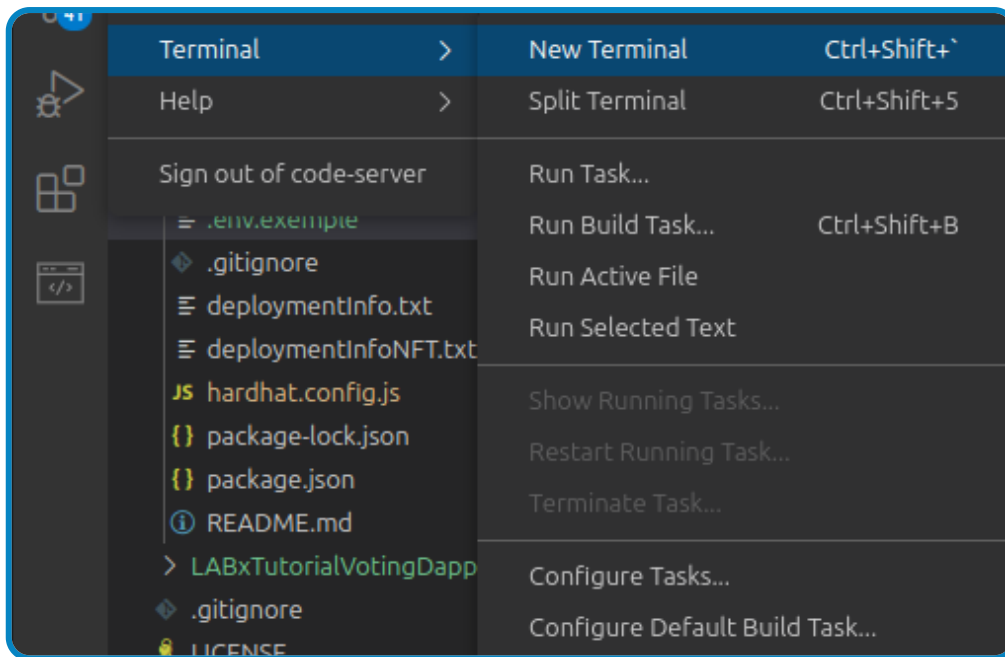 41
Terminal
Help
Sign out of code-server
New Terminal Ctrl+Shift+`
Split Terminal Ctrl+Shift+5
Run Task...
Run Build Task... Ctrl+Shift+B
Run Active File
Run Selected Text
Show Running Tasks...
Restart Running Task...
Terminate Task...
Configure Tasks...
Configure Default Build Task...
.env.exemple
.gitignore
deploymentInfo.txt
deploymentInfoNFT.txt
JS hardhat.config.js
{} package-lock.json
{} package.json
README.md
LABxTutorialVotingDapp
.gitignore
LICENSE